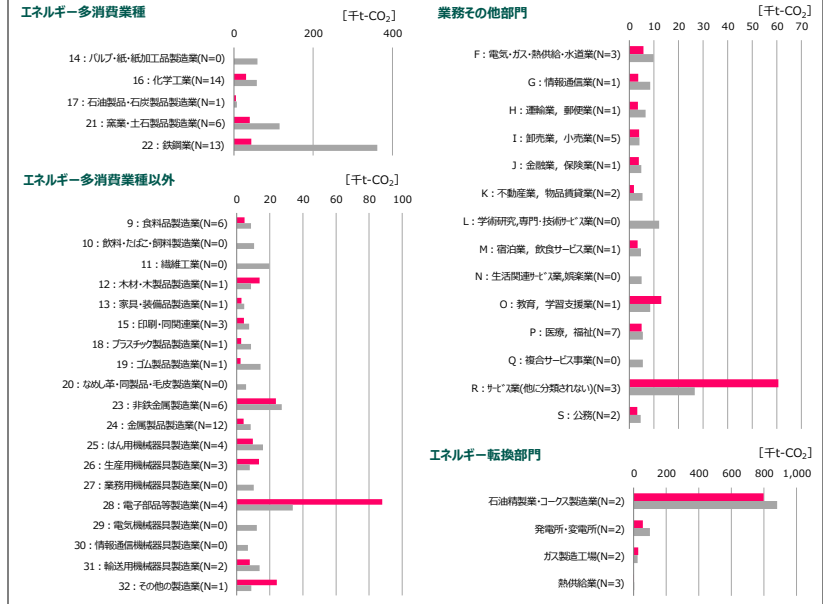 エネルギー多消費業種
[千t-CO₂]
0 200 400
14：パルプ・紙・紙加工品製造業(N=0)
16：化学工業(N=14)
17：石油製品・石炭製品製造業(N=1)
21：窯業・土石製品製造業(N=6)
22：鉄鋼業(N=13)
エネルギー多消費業種以外
[千t-CO₂]
0 20 40 60 80 100
9：食料品製造業(N=6)
10：飲料・たばこ・飼料製造業(N=0)
11：繊維工業(N=0)
12：木材・木製品製造業(N=1)
13：家具・装備品製造業(N=1)
15：印刷・同関連業(N=3)
18：プラスチック製品製造業(N=1)
19：ゴム製品製造業(N=1)
20：なめし革・同製品・毛皮製造業(N=0)
23：非鉄金属製造業(N=6)
24：金属製品製造業(N=12)
25：はん用機械器具製造業(N=4)
26：生産用機械器具製造業(N=3)
27：業務用機械器具製造業(N=0)
28：電子部品等製造業(N=4)
29：電気機械器具製造業(N=0)
30：情報通信機械器具製造業(N=0)
31：輸送用機械器具製造業(N=2)
32：その他の製造業(N=1)
業務その他部門
[千t-CO₂]
0 10 20 30 40 50 60 70
F：電気・ガス・熱供給・水道業(N=3)
G：情報通信業(N=1)
H：運輸業，郵便業(N=1)
I：卸売業，小売業(N=5)
J：金融業，保険業(N=1)
K：不動産業，物品賃貸業(N=2)
L：学術研究,専門・技術ｻｰﾋﾞｽ業(N=0)
M：宿泊業，飲食サービス業(N=1)
N：生活関連ｻｰﾋﾞｽ業,娯楽業(N=0)
O：教育，学習支援業(N=1)
P：医療，福祉(N=7)
Q：複合サービス事業(N=0)
R：ｻｰﾋﾞｽ業(他に分類されない)(N=3)
S：公務(N=2)
エネルギー転換部門
[千t-CO₂]
0 200 400 600 800 1,000
石油精製業・コークス製造業(N=2)
発電所・変電所(N=2)
ガス製造工場(N=2)
熱供給業(N=3)